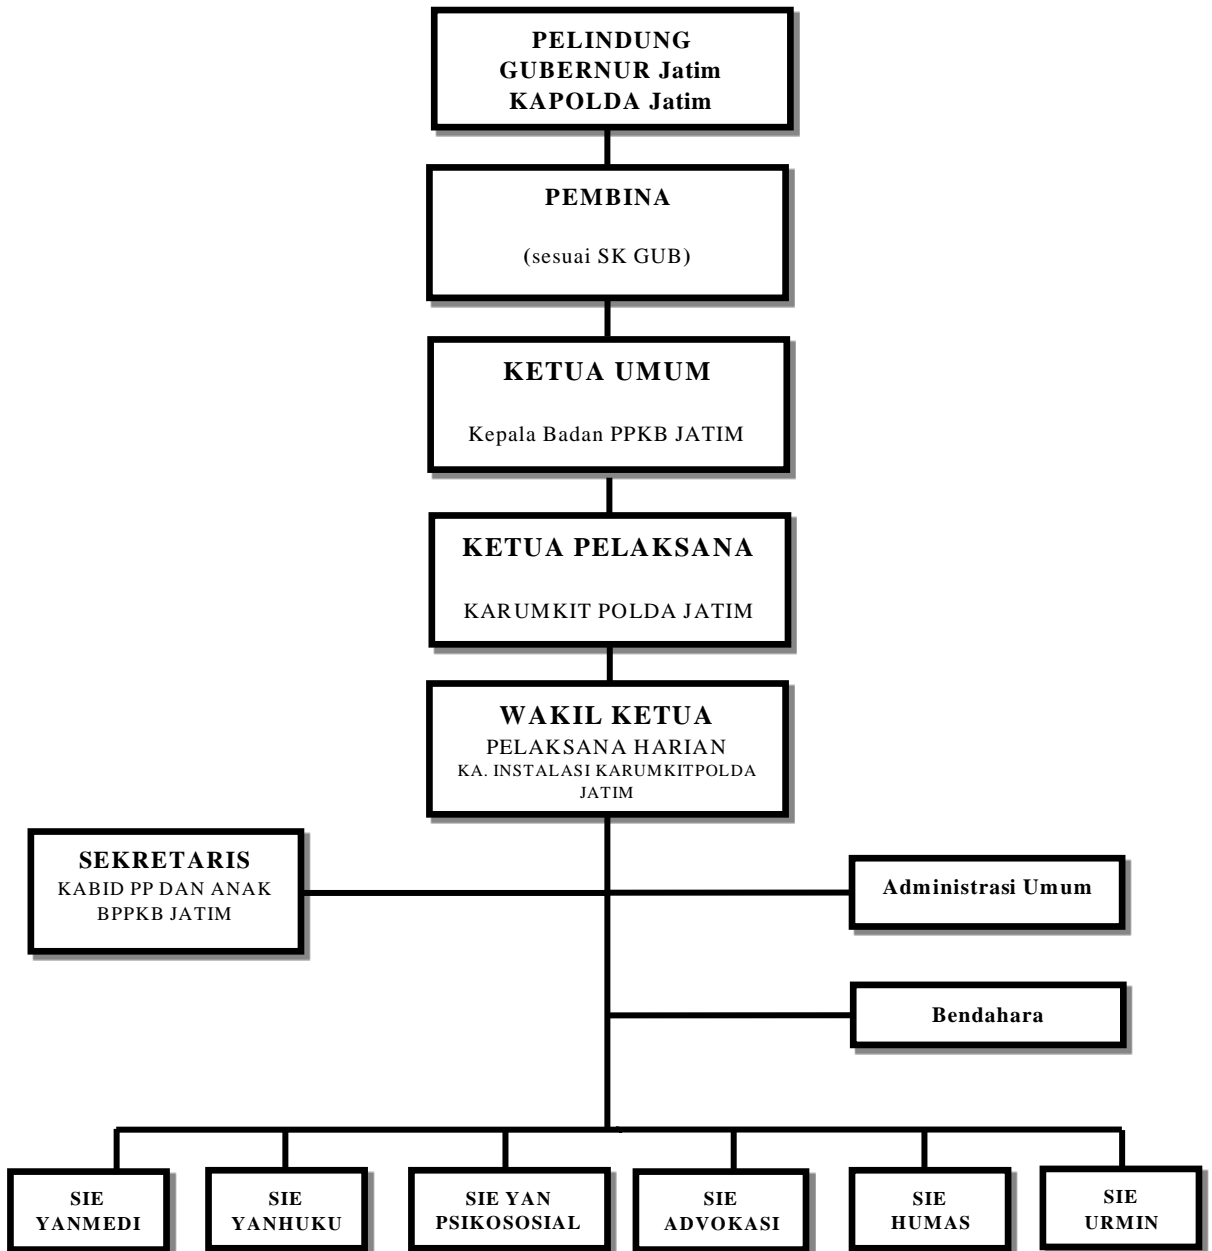 PELINDUNG
GUBERNUR Jatim
KAPOLDA Jatim
PEMBINA
(sesuai SK GUB)
KETUA UMUM
Kepala Badan PPKB JATIM
KETUA PELAKSANA
KARUMKIT POLDA JATIM
WAKIL KETUA
PELAKSANA HARIAN
KA. INSTALASI KARUMKITPOLDA
JATIM
SEKRETARIS
KABID PP DAN ANAK
BPPKB JATIM
Administrasi Umum
Bendahara
SIE
YANMEDI
SIE
YANHUKU
SIE YAN
PSIKOSOSIAL
SIE
ADVOKASI
SIE
HUMAS
SIE
URMIN